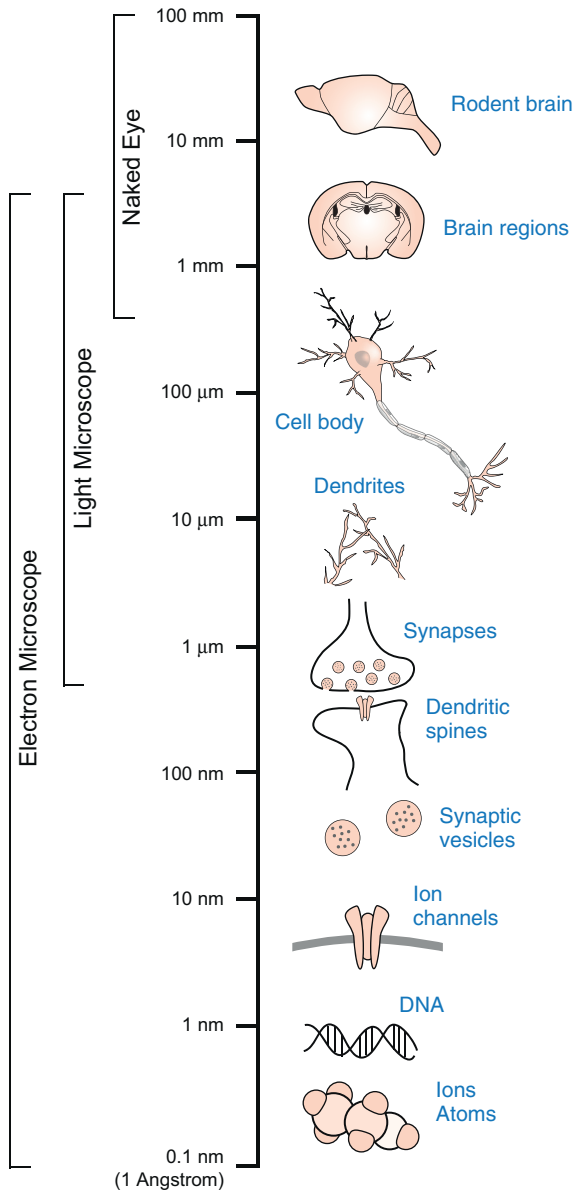 100 mm
Rodent brain
10 mm
Naked Eye
Brain regions
1 mm
100 μm
Cell body
Light Microscope
Dendrites
10 μm
Synapses
1 μm
Electron Microscope
Dendritic
spines
100 nm
Synaptic
vesicles
10 nm
Ion
channels
DNA
1 nm
Ions
Atoms
0.1 nm
(1 Angstrom)